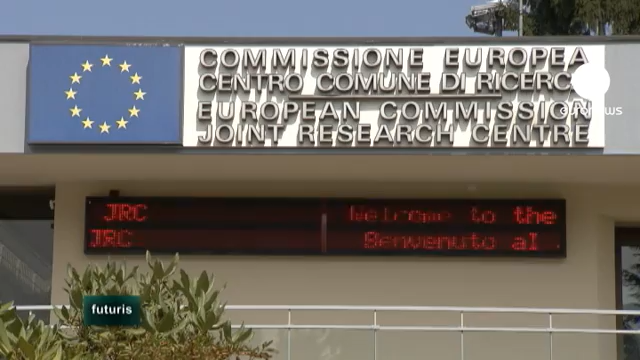 COMMISSIONE EUROPEA
CENTRO COMUNE DI RICERCA
EUROPEAN COMMISSION
JOINT RESEARCH CENTRE
euronews
JRC Welcome to the
JRC Benvenuto al
futuris